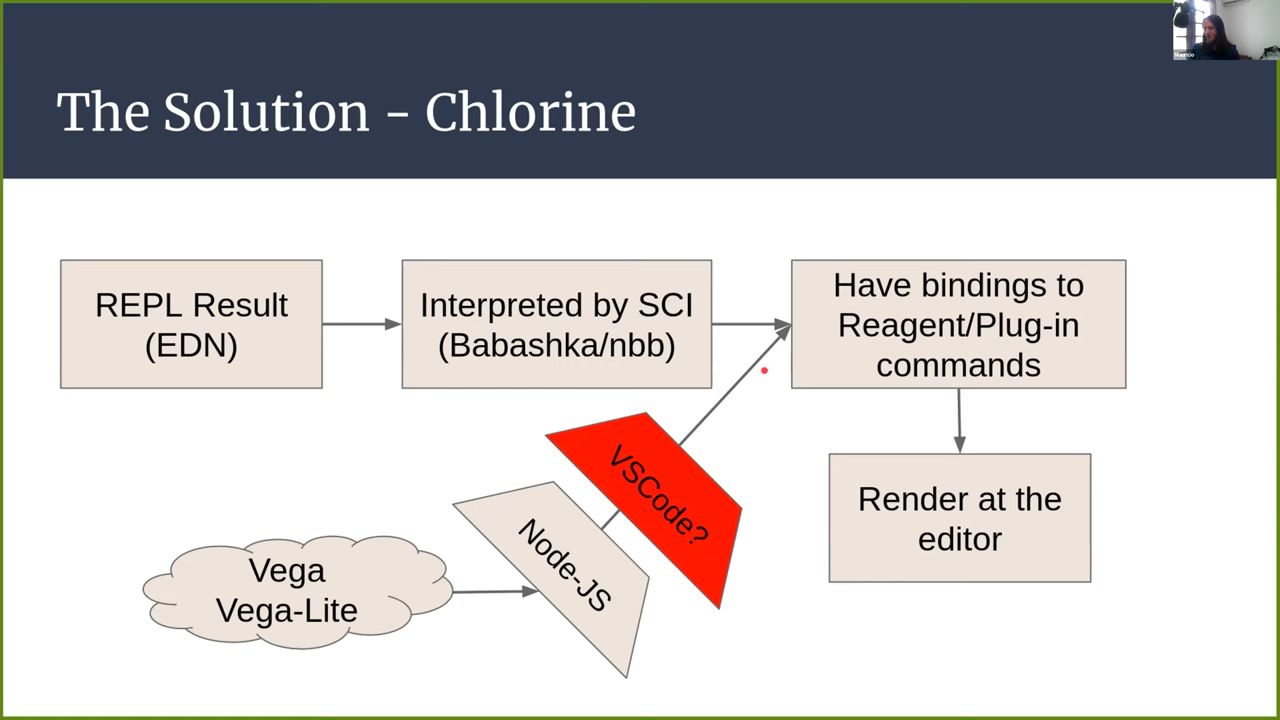 The Solution - Chlorine
Mauricio
REPL Result
(EDN)
Interpreted by SCI
(Babashka/nbb)
Have bindings to
Reagent/Plug-in
commands
VSCode?
Render at the
editor
Node-JS
Vega
Vega-Lite